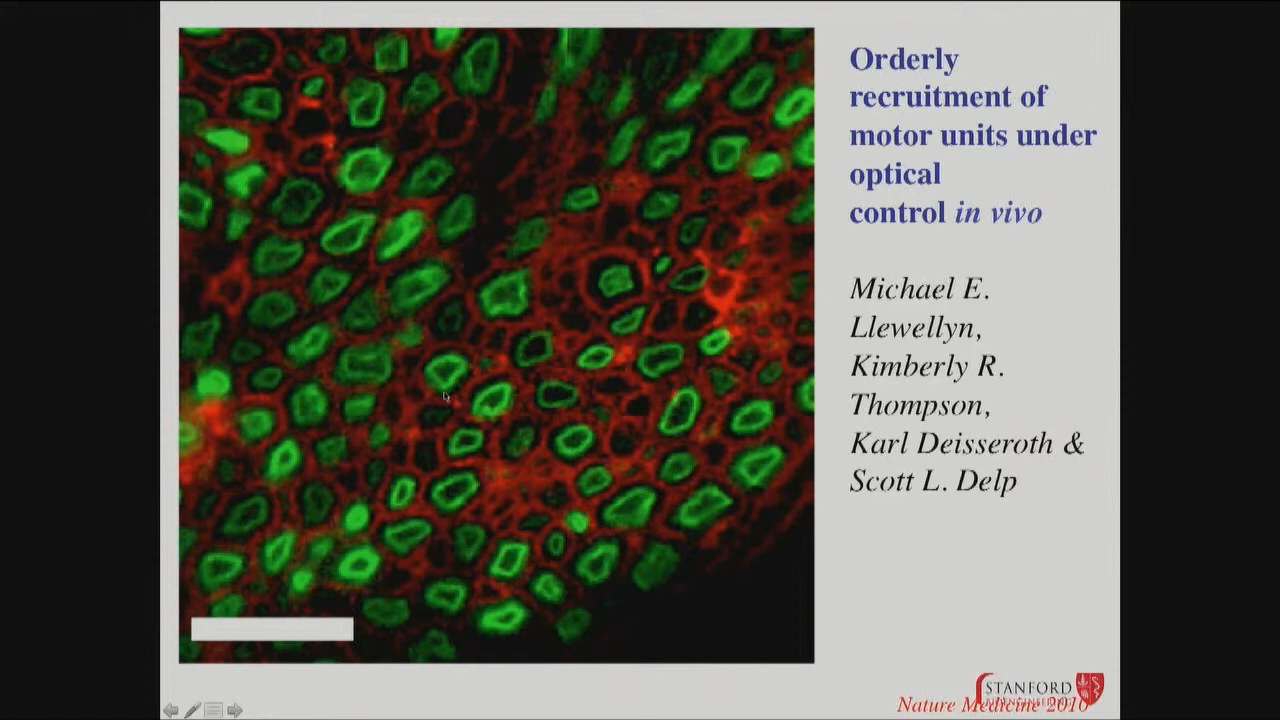 Orderly
recruitment of
motor units under
optical
control in vivo
Michael E.
Llewellyn,
Kimberly R.
Thompson,
Karl Deisseroth &
Scott L. Delp
STANFORD
Nature Medicine 2010